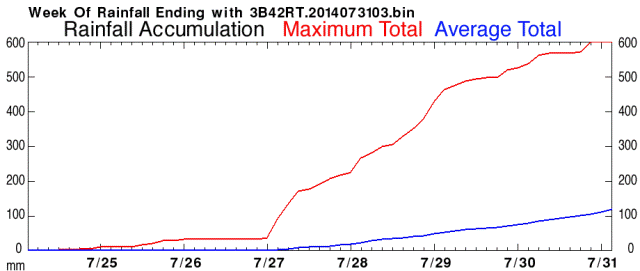 Week Of Rainfall Ending with 3B42RT.2014073103.bin
Rainfall Accumulation Maximum Total Average Total
600 600
500 500
400 400
300 300
200 200
100 100
0 0
mm 7/25 7/26 7/27 7/28 7/29 7/30 7/31